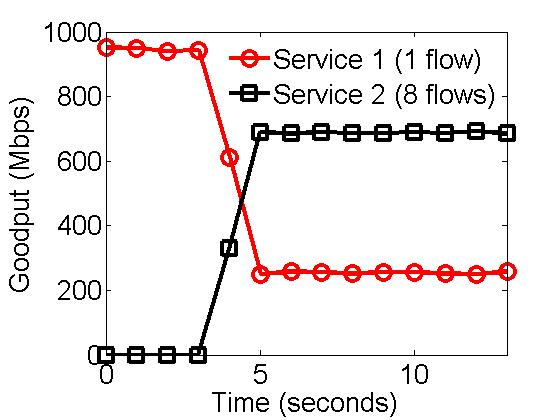 1000
800
600
400
200
0
Goodput (Mbps)
Service 1 (1 flow)
Service 2 (8 flows)
0 5 10
Time (seconds)